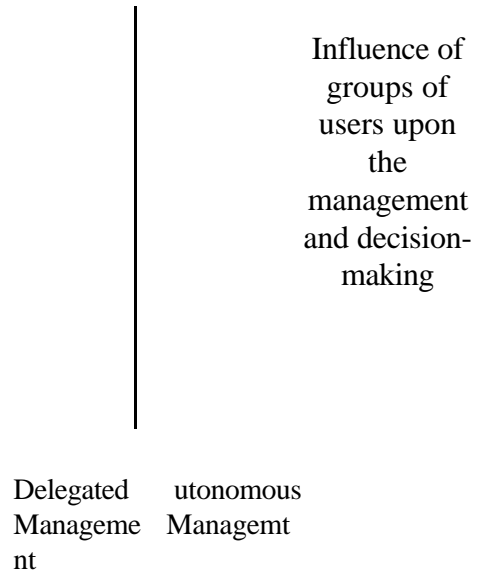 Influence of
groups of
users upon
the
management
and decision-
making
Delegated utonomous
Manageme Managemt
nt